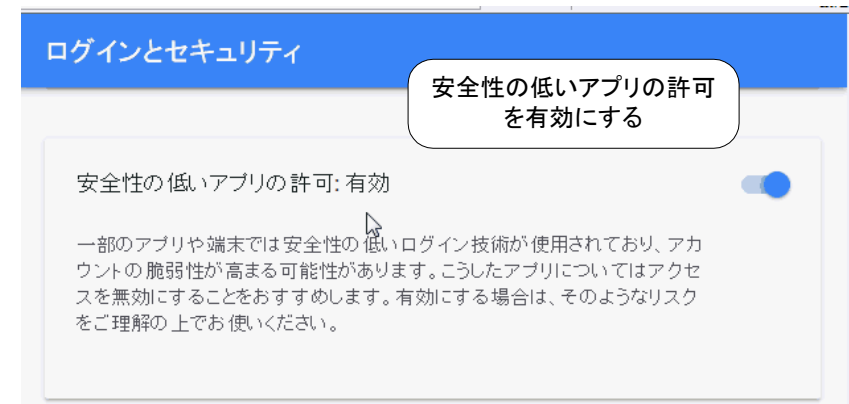 ログインとセキュリティ
安全性の低いアプリの許可
を有効にする
安全性の低いアプリの許可: 有効
一部のアプリや端末では安全性の低いログイン技術が使用されており、アカ
ウントの脆弱性が高まる可能性があります。こうしたアプリについてはアクセ
スを無効にすることをおすすめします。有効にする場合は、そのようなリスク
をご理解の上でお使いください。